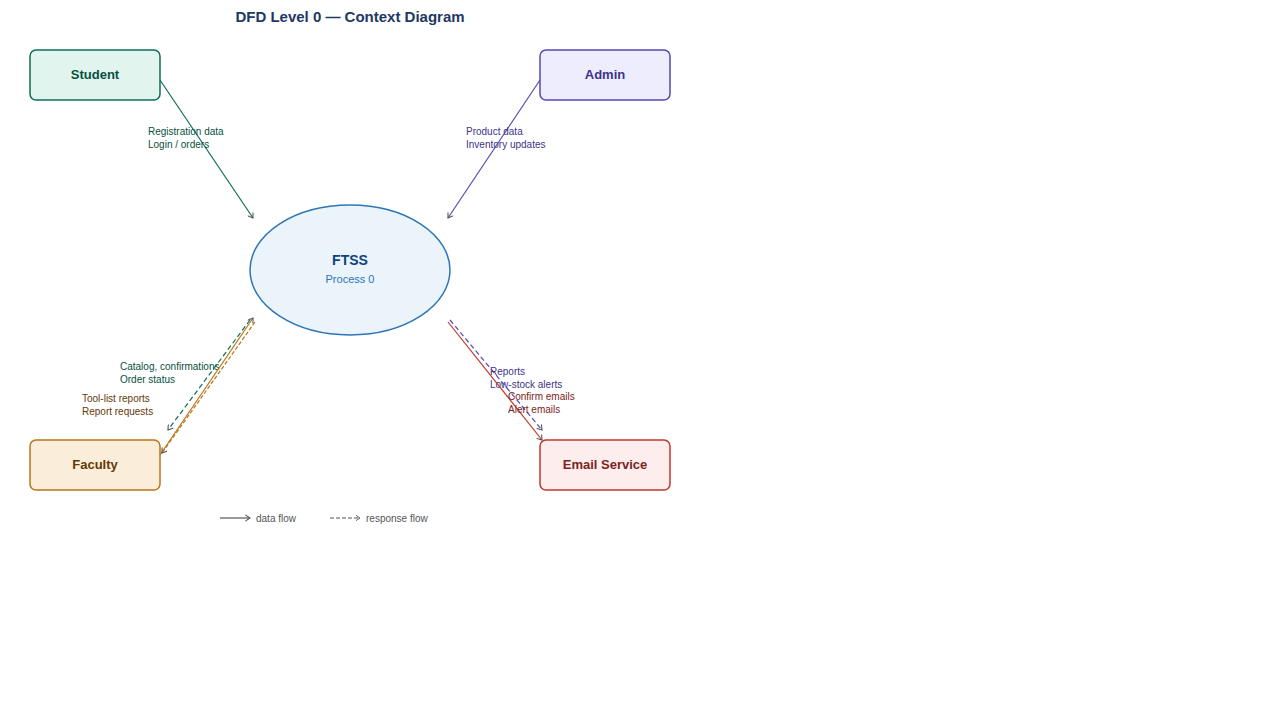 DFD Level 0 — Context Diagram
Student
Admin
Registration data
Login / orders
Product data
Inventory updates
FTSS
Process 0
Catalog, confirmations
Order status
Tool-list reports
Report requests
Reports
Low-stock alerts
Confirm emails
Alert emails
Faculty
Email Service
data flow
response flow